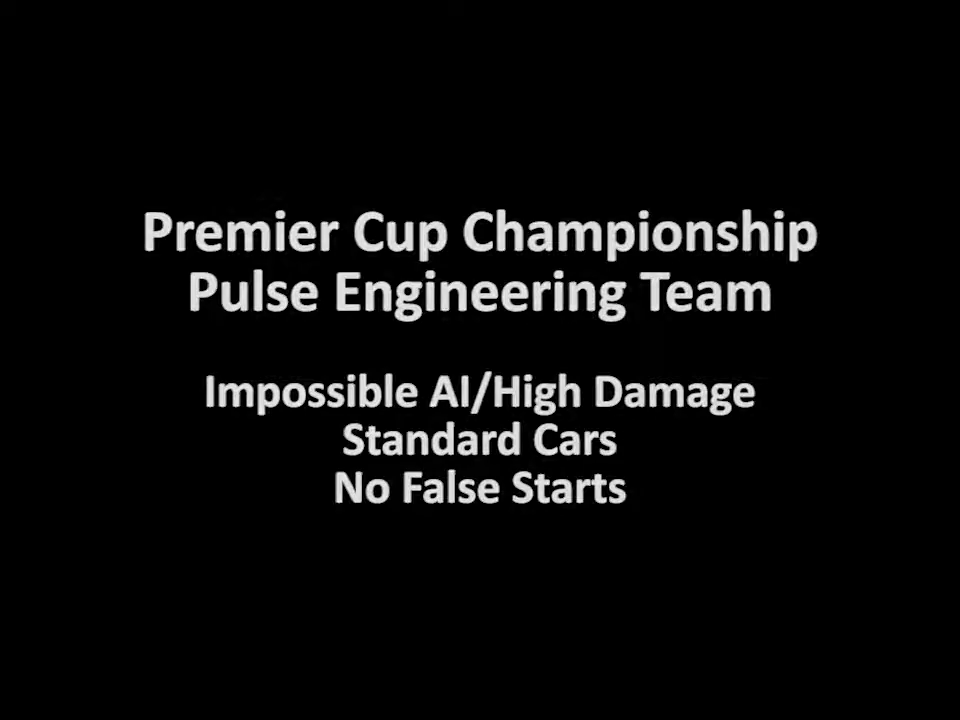 Premier Cup Championship
Pulse Engineering Team
Impossible AI/High Damage
Standard Cars
No False Starts